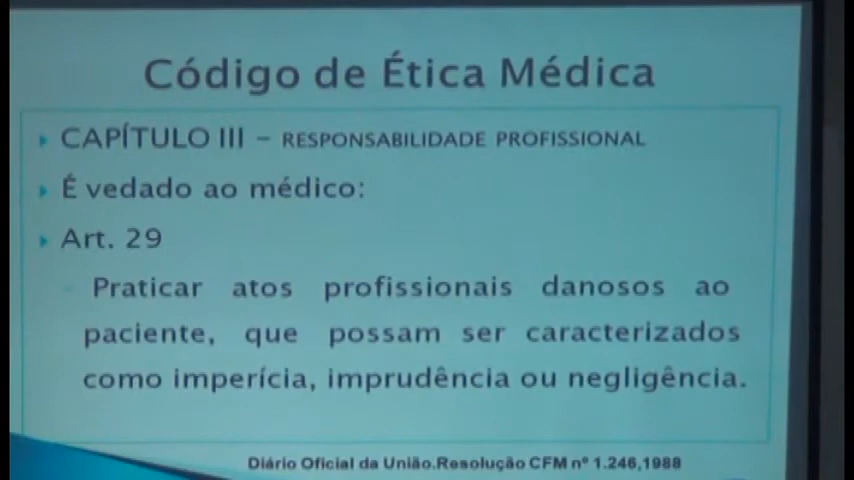 Código de Ética Médica
CAPÍTULO III – RESPONSABILIDADE PROFISSIONAL
É vedado ao médico:
Art. 29
Praticar atos profissionais danosos ao
paciente, que possam ser caracterizados
como imperícia, imprudência ou negligência.
Diário Oficial da União.Resolução CFM nº 1.246,1988